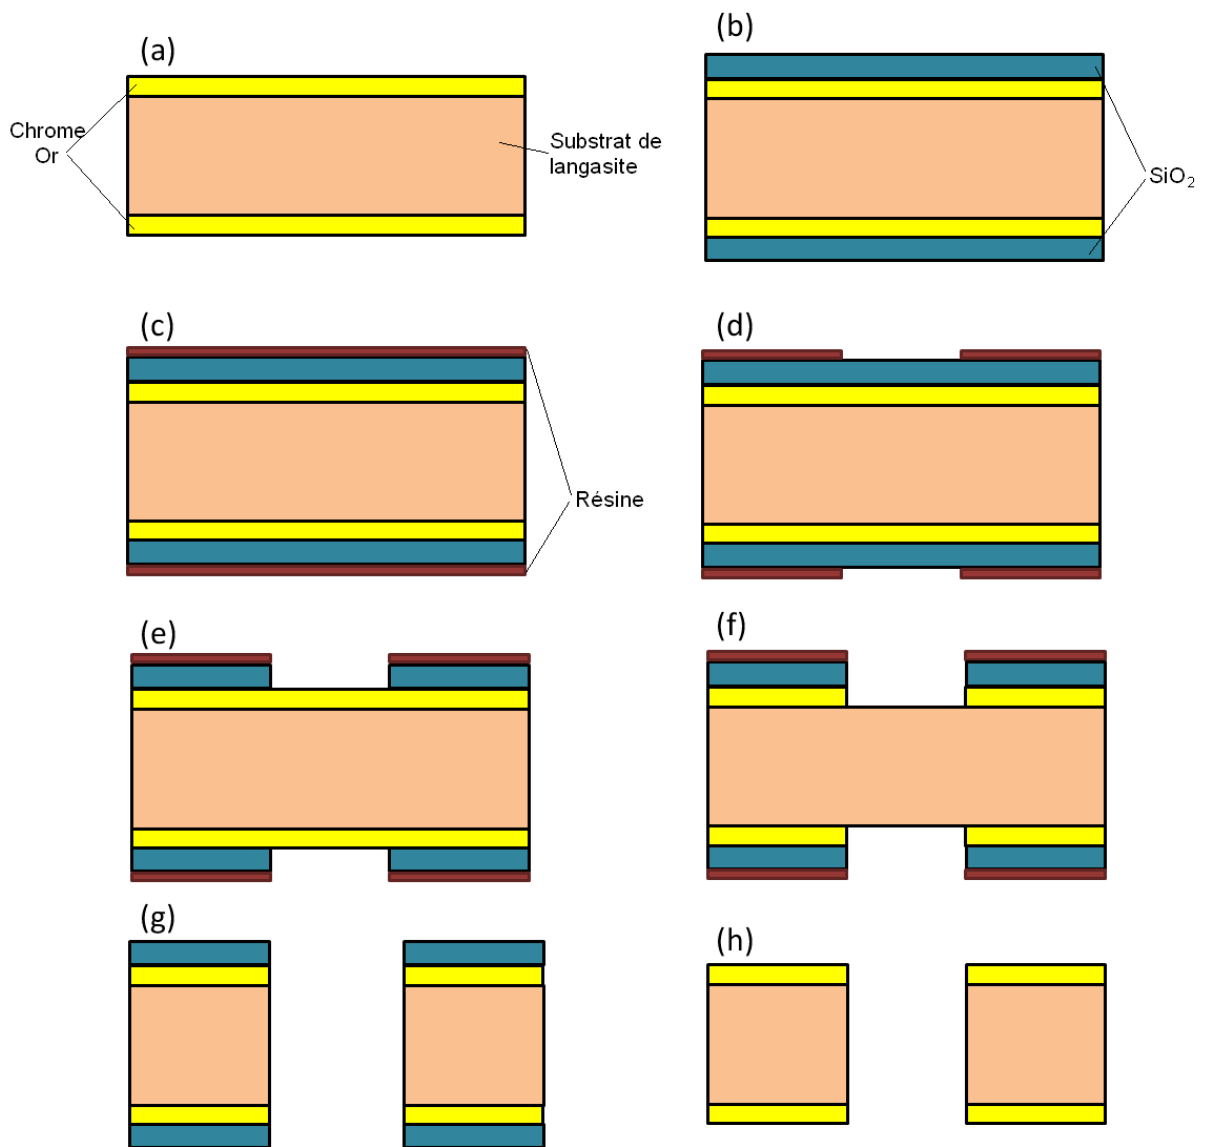 (a)
(b)
Chrome
Or
Substrat de
langasite
SiO₂
(c)
(d)
Résine
(e)
(f)
(g)
(h)